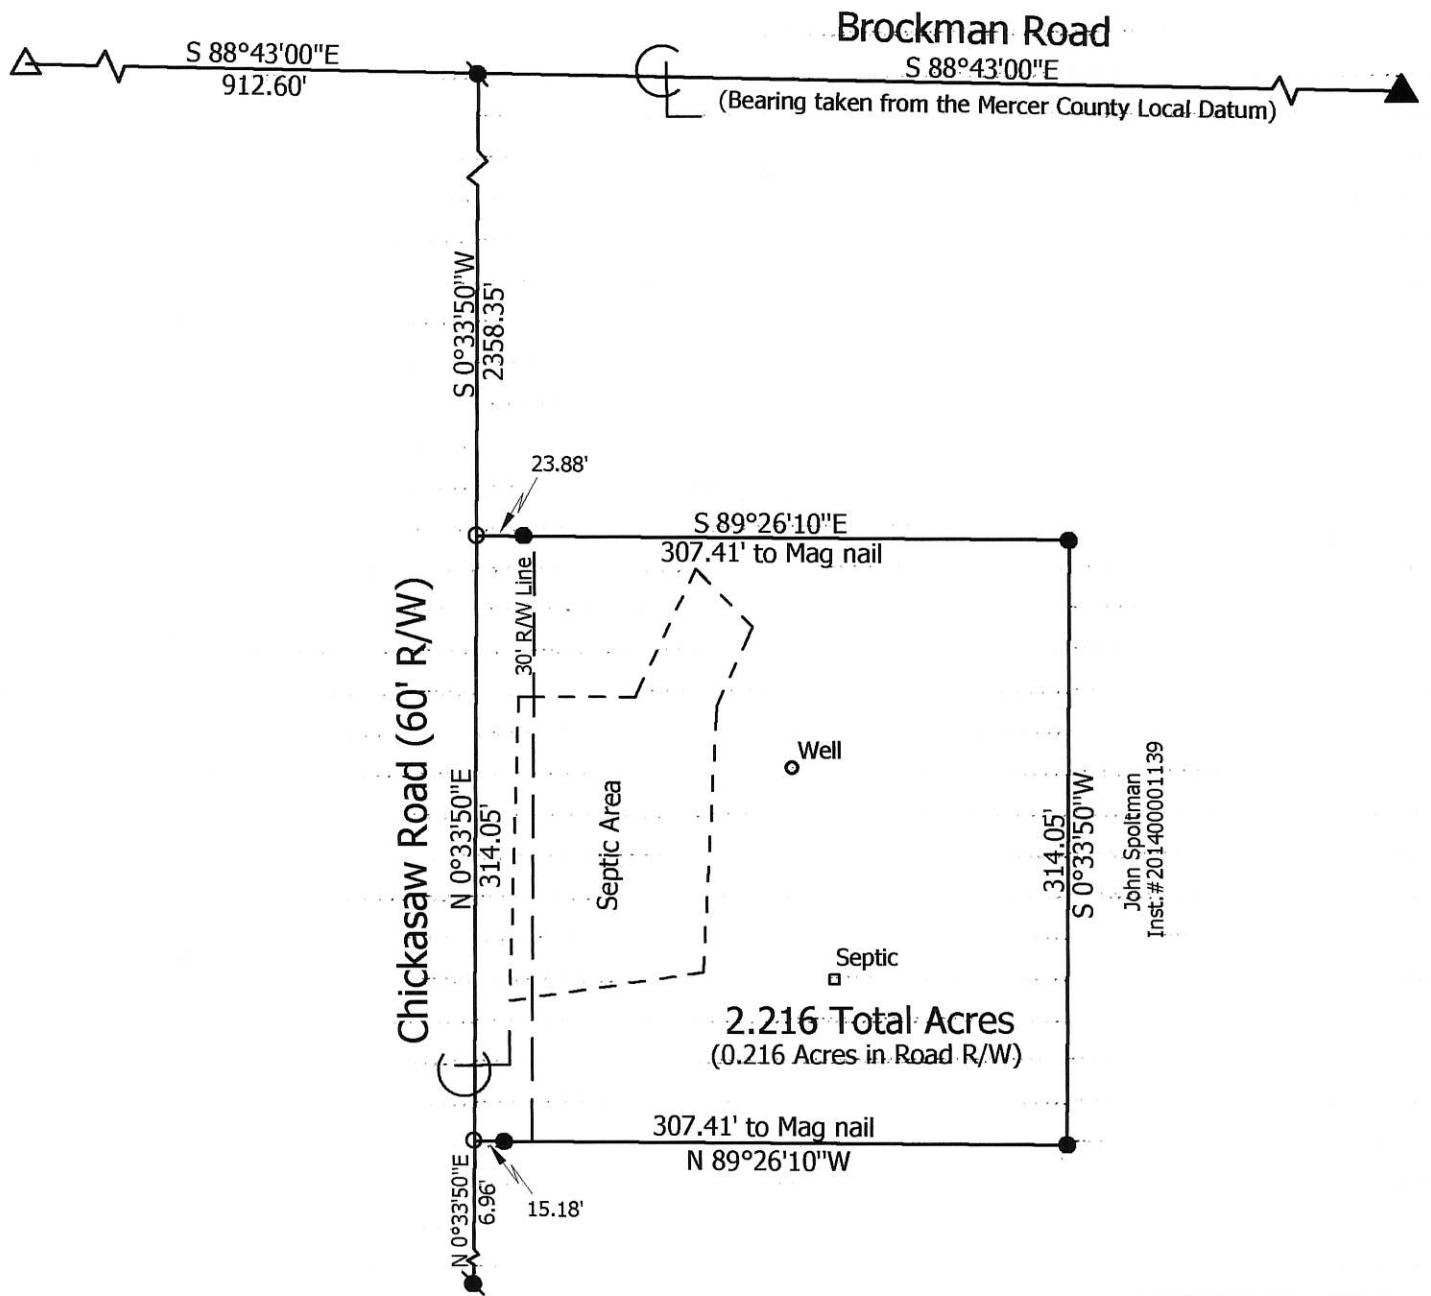 Brockman Road
S 88°43'00"E
912.60'
S 88°43'00"E
(Bearing taken from the Mercer County Local Datum)
S 0°33'50"W
2358.35'
23.88'
S 89°26'10"E
307.41' to Mag nail
30' R/W Line
Chickasaw Road (60' R/W)
N 0°33'50"E
314.05'
Septic Area
Well
314.05'
S 0°33'50"W
John Spoltman
Inst.#201400001139
Septic
2.216 Total Acres
(0.216 Acres in Road R/W)
307.41' to Mag nail
N 89°26'10"W
N 0°33'50"E
6.96'
15.18'